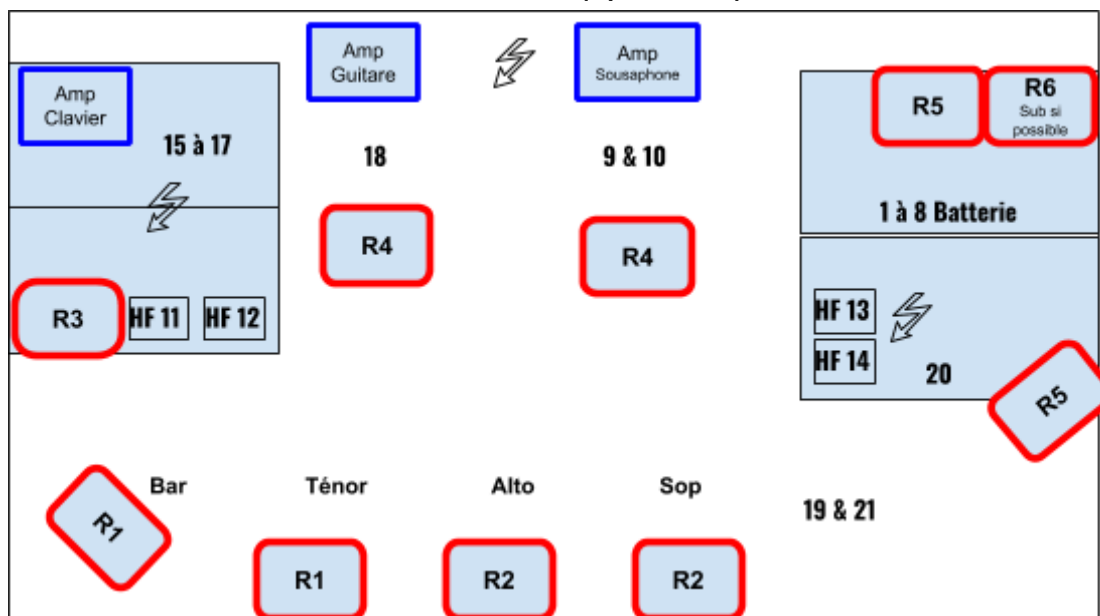 Amp
Guitare
Amp
Sousaphone
Amp
Clavier
R5
R6
Sub si
possible
15 à 17
18
9 & 10
1 à 8 Batterie
R4
R4
R3
HF 11
HF 12
HF 13
HF 14
20
R5
Bar
Ténor
Alto
Sop
19 & 21
R1
R1
R2
R2